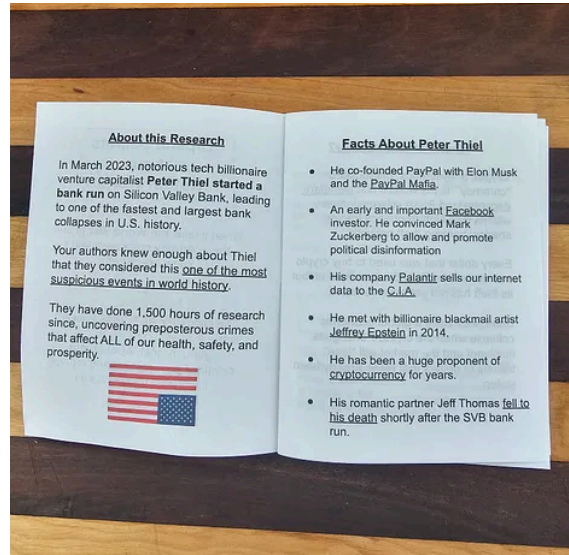 About this Research
In March 2023, notorious tech billionaire
venture capitalist Peter Thiel started a
bank run on Silicon Valley Bank, leading
to one of the fastest and largest bank
collapses in U.S. history.
Your authors knew enough about Thiel
that they considered this one of the most
suspicious events in world history.
They have done 1,500 hours of research
since, uncovering preposterous crimes
that affect ALL of our health, safety, and
prosperity.
Facts About Peter Thiel
• He co-founded PayPal with Elon Musk
and the PayPal Mafia.
• An early and important Facebook
investor. He convinced Mark
Zuckerberg to allow and promote
political disinformation
• His company Palantir sells our internet
data to the C.I.A.
• He met with billionaire blackmail artist
Jeffrey Epstein in 2014.
• He has been a huge proponent of
cryptocurrency for years.
• His romantic partner Jeff Thomas fell to
his death shortly after the SVB bank
run.